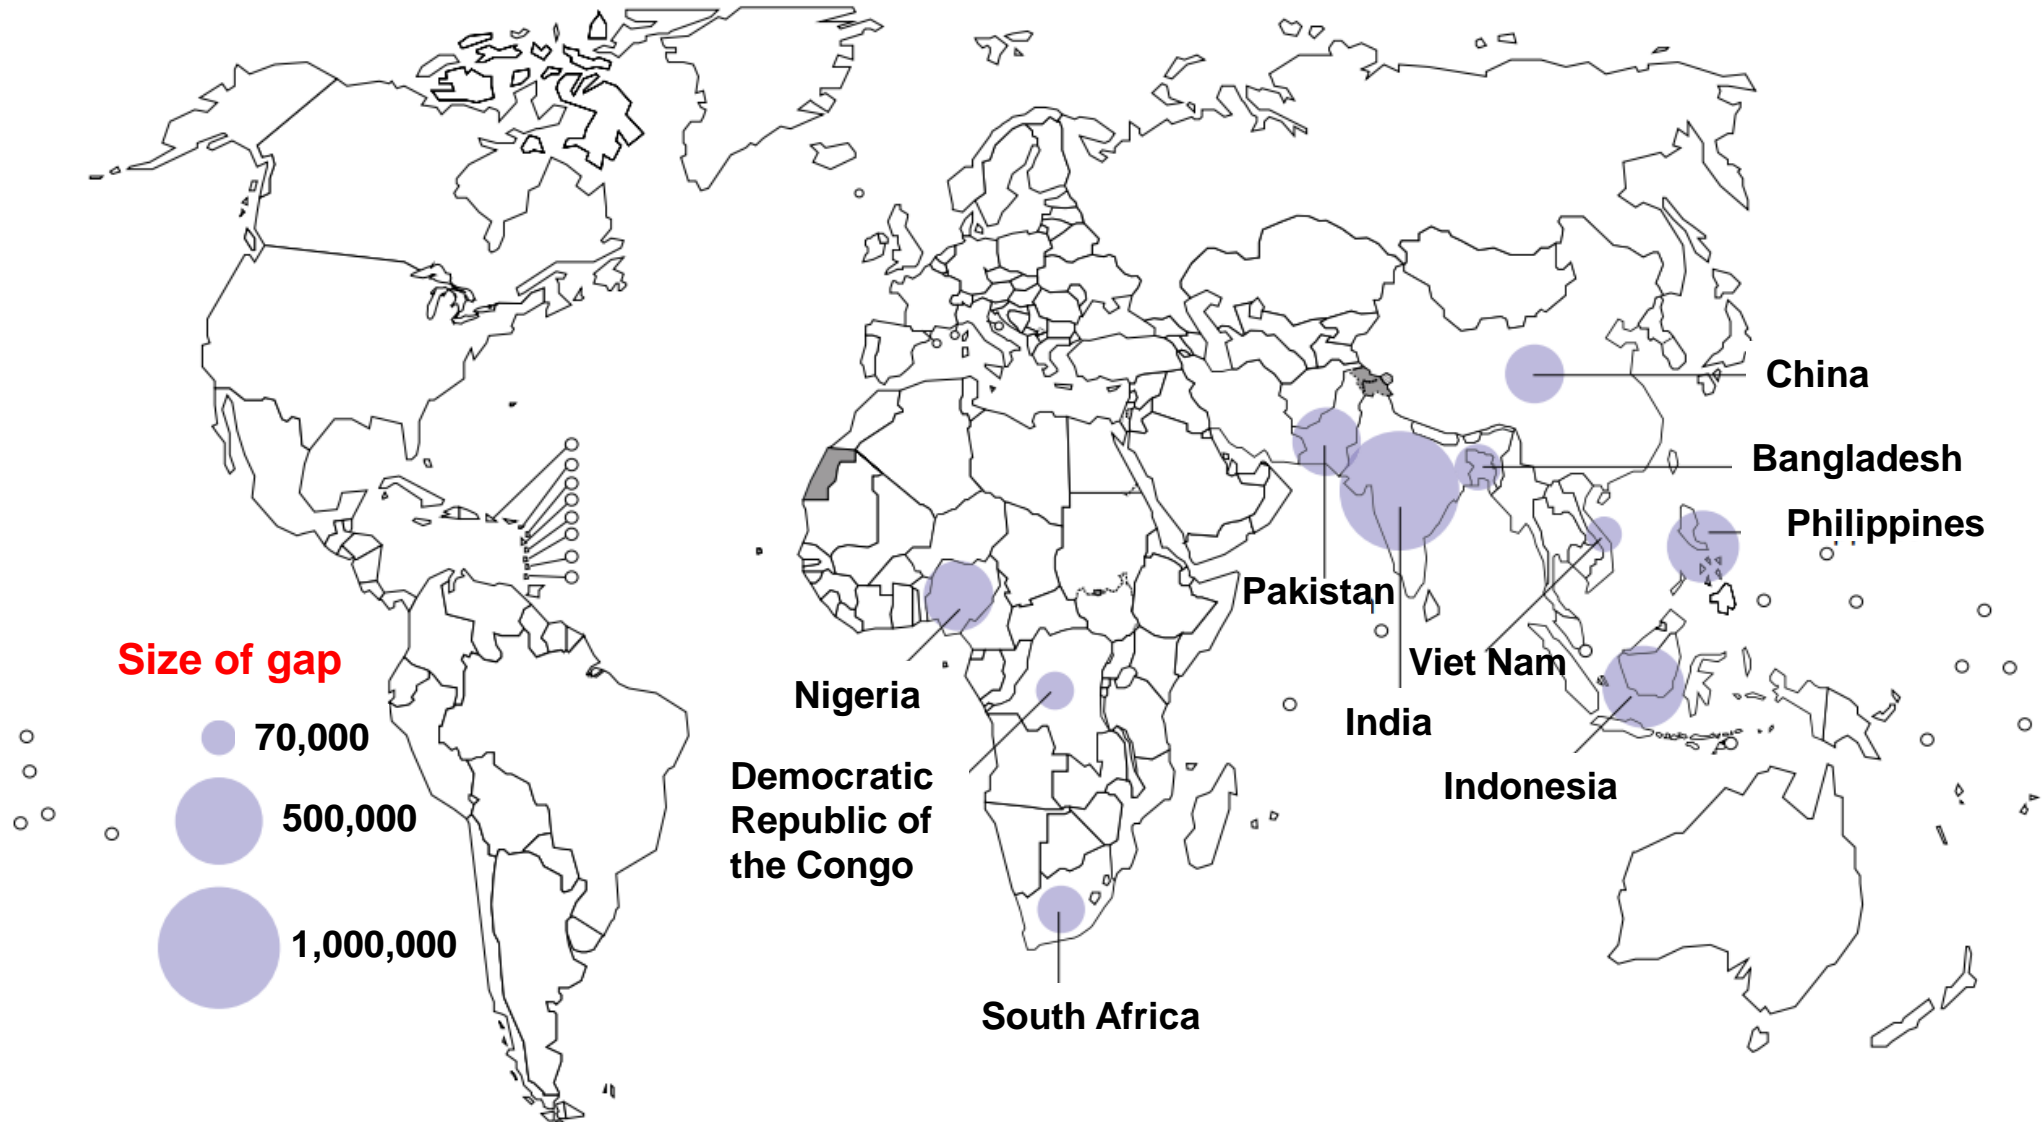 China
Bangladesh
Philippines
Pakistan
Size of gap
Viet Nam
Nigeria
India
70,000
Democratic
Republic of
the Congo
Indonesia
500,000
1,000,000
South Africa